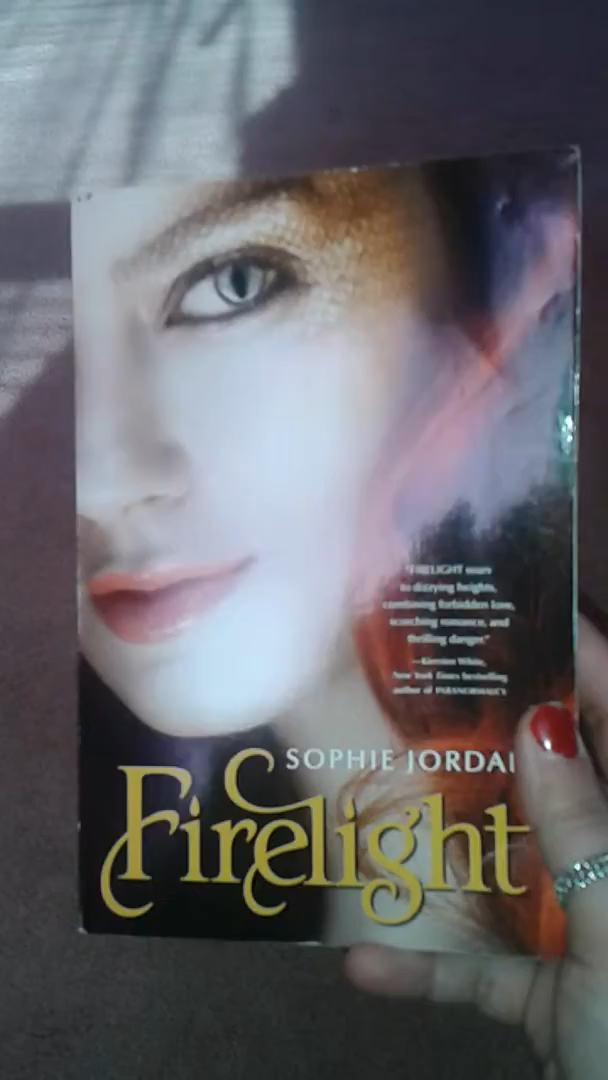 "FIRELIGHT soars
to dizzying heights,
combining forbidden love,
scorching romance, and
thrilling danger."
—Kiersten White,
New York Times bestselling
author of PARANORMALCY
SOPHIE JORDAN
Firelight